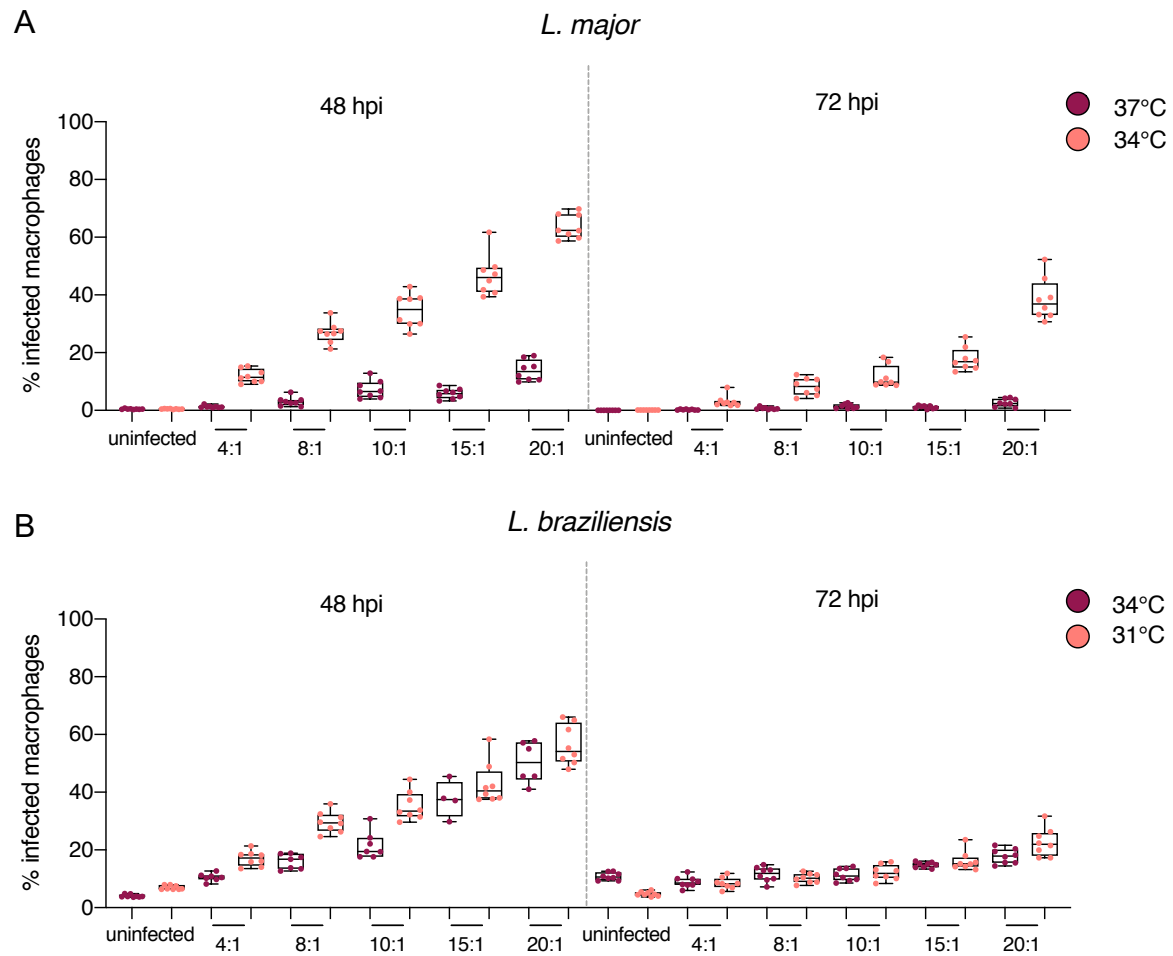 A
L. major
48 hpi
72 hpi
37°C
34°C
% infected macrophages
100
80
60
40
20
0
uninfected 4:1 8:1 10:1 15:1 20:1 uninfected 4:1 8:1 10:1 15:1 20:1
B
L. braziliensis
48 hpi
72 hpi
34°C
31°C
% infected macrophages
100
80
60
40
20
0
uninfected 4:1 8:1 10:1 15:1 20:1 uninfected 4:1 8:1 10:1 15:1 20:1